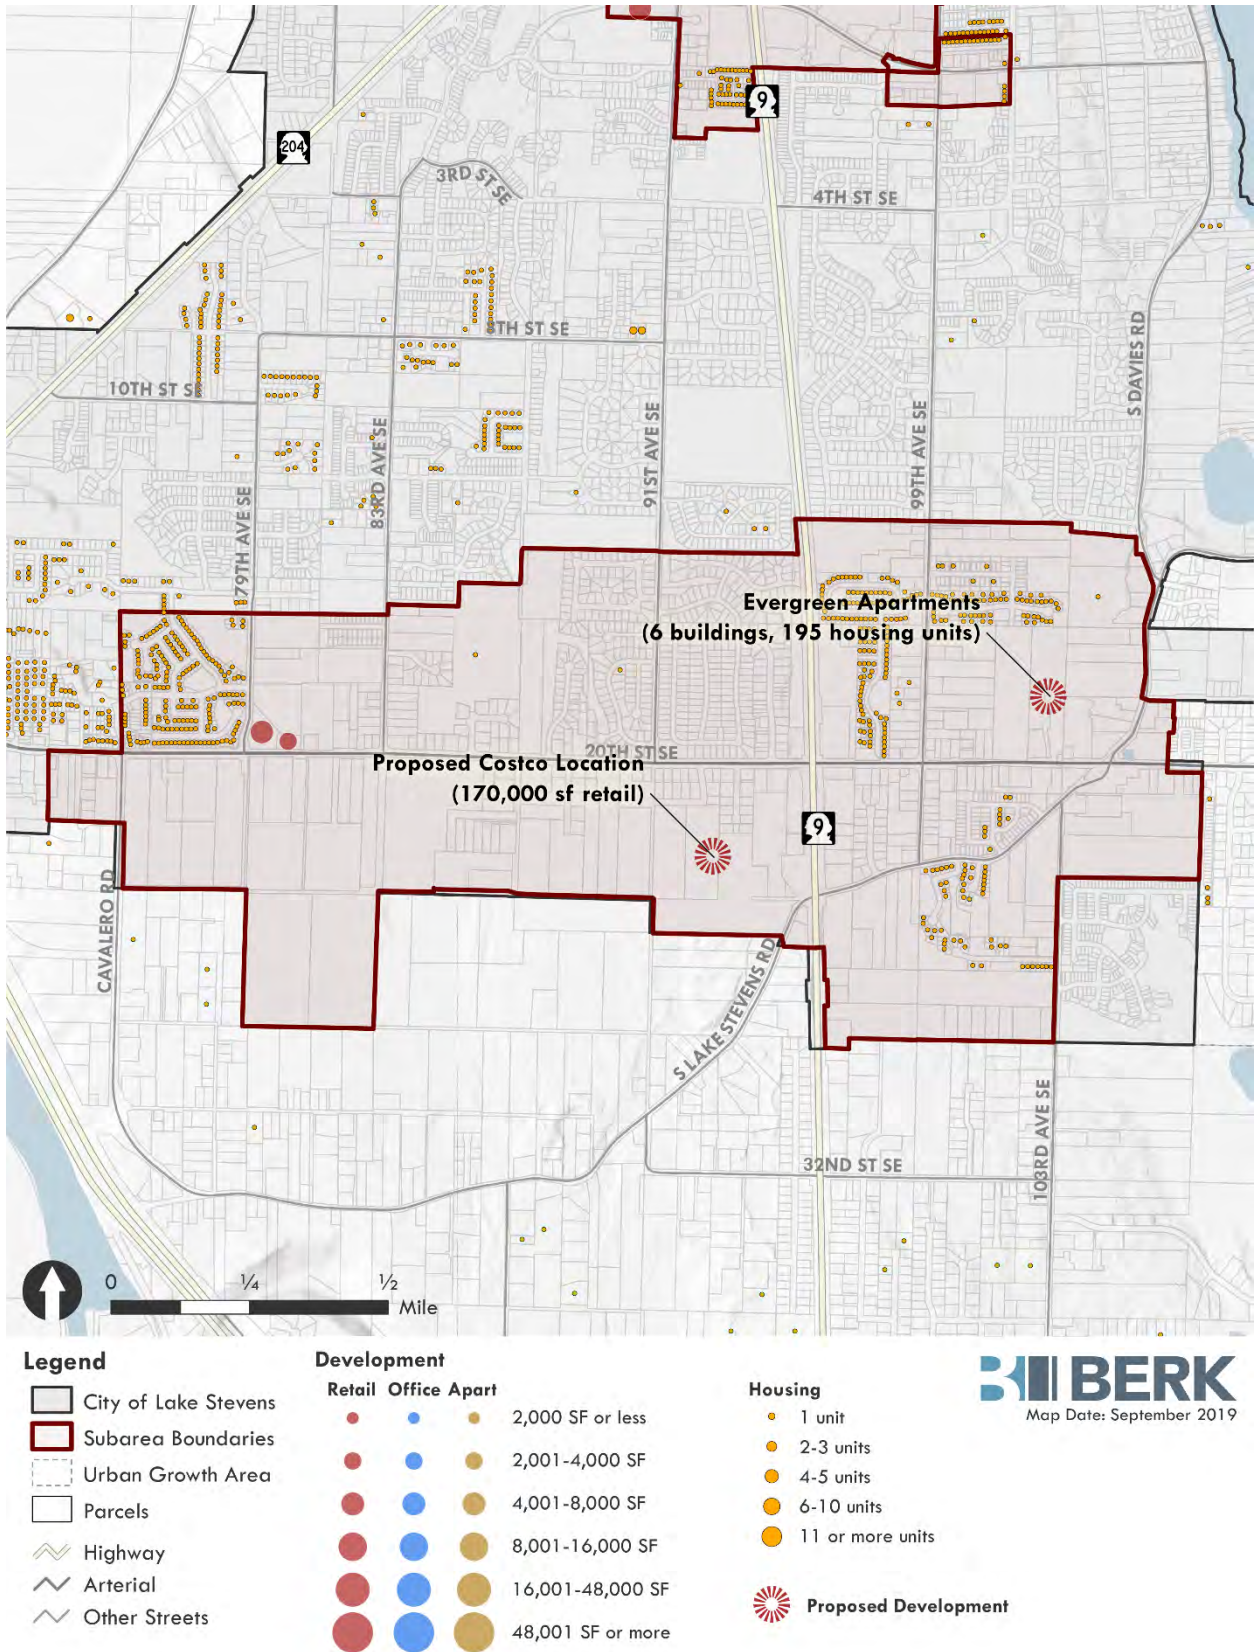 9
204
3RD ST SE
4TH ST SE
8TH ST SE
10TH ST SE
S DAVIES RD
83RD AVE SE
91ST AVE SE
99TH AVE SE
79TH AVE SE
Evergreen Apartments
(6 buildings, 195 housing units)
20TH ST SE
Proposed Costco Location
(170,000 sf retail)
9
CAVALERO RD
S LAKE STEVENS RD
103RD AVE SE
32ND ST SE
0 ¼ ½
Mile
Legend
City of Lake Stevens
Subarea Boundaries
Urban Growth Area
Parcels
Highway
Arterial
Other Streets
Development
Retail Office Apart
2,000 SF or less
2,001-4,000 SF
4,001-8,000 SF
8,001-16,000 SF
16,001-48,000 SF
48,001 SF or more
Housing
1 unit
2-3 units
4-5 units
6-10 units
11 or more units
Proposed Development
BERK
Map Date: September 2019